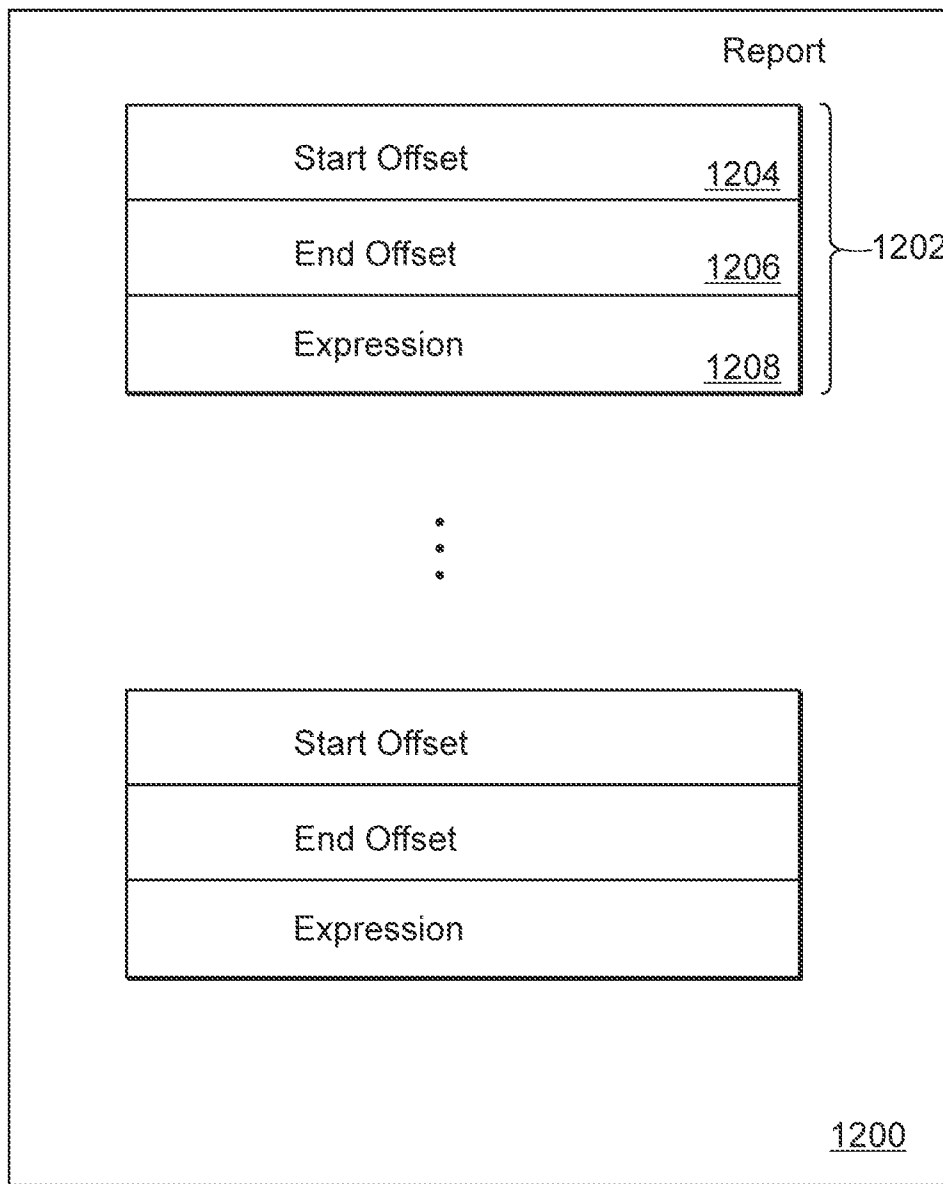 Report
Start Offset 1204
End Offset 1206
1202
Expression 1208
Start Offset
End Offset
Expression
1200